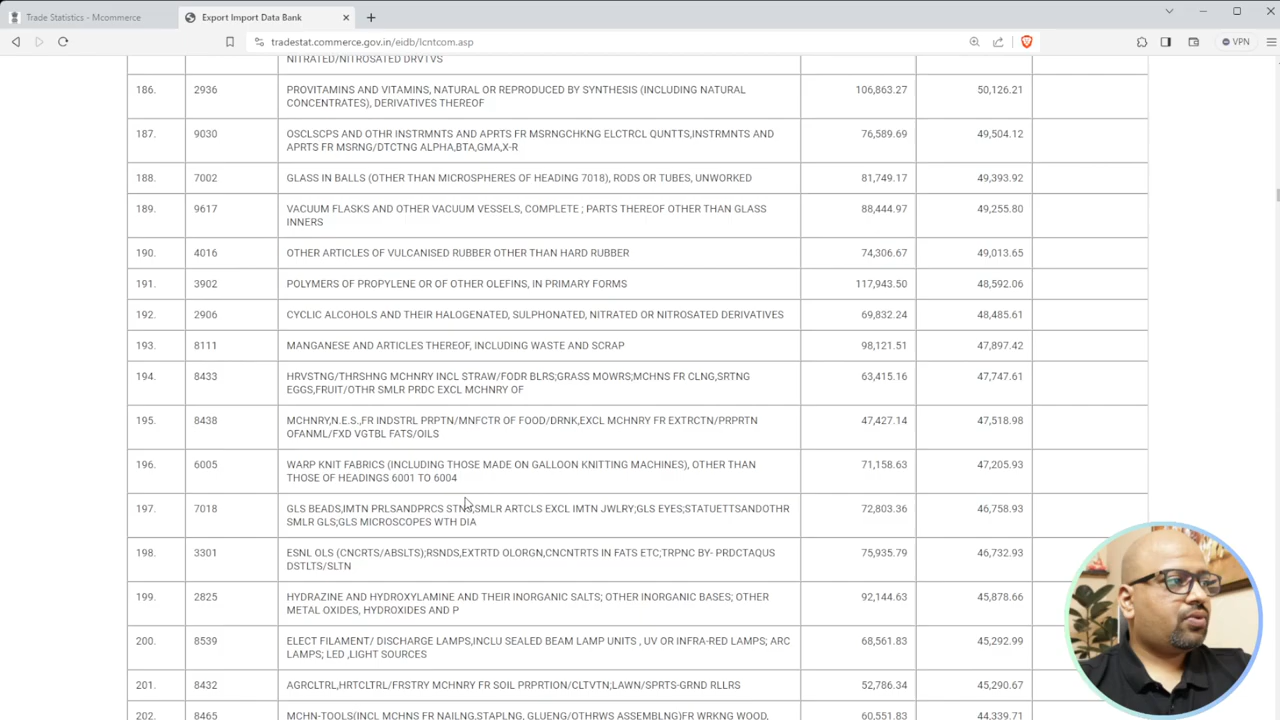 Trade Statistics - Mcommerce
Export Import Data Bank
tradestat.commerce.gov.in/eidb/lcntcom.asp
VPN
NITRATED/NITROSATED DRVTVS
186. 2936 PROVITAMINS AND VITAMINS, NATURAL OR REPRODUCED BY SYNTHESIS (INCLUDING NATURAL 106,863.27 50,126.21
CONCENTRATES), DERIVATIVES THEREOF
187. 9030 OSCLSCPS AND OTHR INSTRMNTS AND APRTS FR MSRNGCHKNG ELCTRCL QUNTTS,INSTRMNTS AND 76,589.69 49,504.12
APRTS FR MSRNG/DTCTNG ALPHA,BTA,GMA,X-R
188. 7002 GLASS IN BALLS (OTHER THAN MICROSPHERES OF HEADING 7018), RODS OR TUBES, UNWORKED 81,749.17 49,393.92
189. 9617 VACUUM FLASKS AND OTHER VACUUM VESSELS, COMPLETE ; PARTS THEREOF OTHER THAN GLASS 88,444.97 49,255.80
INNERS
190. 4016 OTHER ARTICLES OF VULCANISED RUBBER OTHER THAN HARD RUBBER 74,306.67 49,013.65
191. 3902 POLYMERS OF PROPYLENE OR OF OTHER OLEFINS, IN PRIMARY FORMS 117,943.50 48,592.06
192. 2906 CYCLIC ALCOHOLS AND THEIR HALOGENATED, SULPHONATED, NITRATED OR NITROSATED DERIVATIVES 69,832.24 48,485.61
193. 8111 MANGANESE AND ARTICLES THEREOF, INCLUDING WASTE AND SCRAP 98,121.51 47,897.42
194. 8433 HRVSTNG/THRSHNG MCHNRY INCL STRAW/FODR BLRS;GRASS MOWRS;MCHNS FR CLNG,SRTNG 63,415.16 47,747.61
EGGS,FRUIT/OTHR SMLR PRDC EXCL MCHNRY OF
195. 8438 MCHNRY,N.E.S.,FR INDSTRL PRPTN/MNFCTR OF FOOD/DRNK,EXCL MCHNRY FR EXTRCTN/PRPRTN 47,427.14 47,518.98
OFANML/FXD VGTBL FATS/OILS
196. 6005 WARP KNIT FABRICS (INCLUDING THOSE MADE ON GALLOON KNITTING MACHINES), OTHER THAN 71,158.63 47,205.93
THOSE OF HEADINGS 6001 TO 6004
197. 7018 GLS BEADS,IMTN PRLSANDPRCS STNS,SMLR ARTCLS EXCL IMTN JWLRY;GLS EYES;STATUETTSANDOTHR 72,803.36 46,758.93
SMLR GLS;GLS MICROSCOPES WTH DIA
198. 3301 ESNL OLS (CNCRTS/ABSLTS);RSNDS,EXTRTD OLORGN,CNCNTRTS IN FATS ETC;TRPNC BY- PRDCTAQUS 75,935.79 46,732.93
DSTLTS/SLTN
199. 2825 HYDRAZINE AND HYDROXYLAMINE AND THEIR INORGANIC SALTS; OTHER INORGANIC BASES; OTHER 92,144.63 45,878.66
METAL OXIDES, HYDROXIDES AND P
200. 8539 ELECT FILAMENT/ DISCHARGE LAMPS,INCLU SEALED BEAM LAMP UNITS , UV OR INFRA-RED LAMPS; ARC 68,561.83 45,292.99
LAMPS; LED ,LIGHT SOURCES
201. 8432 AGRCLTRL,HRTCLTRL/FRSTRY MCHNRY FR SOIL PRPRTION/CLTVTN;LAWN/SPRTS-GRND RLLRS 52,786.34 45,290.67
202. 8465 MCHN-TOOLS(INCL MCHNS FR NAILNG,STAPLNG, GLUENG/OTHRWS ASSEMBLNG)FR WRKNG WOOD, 60,551.83 44,339.71